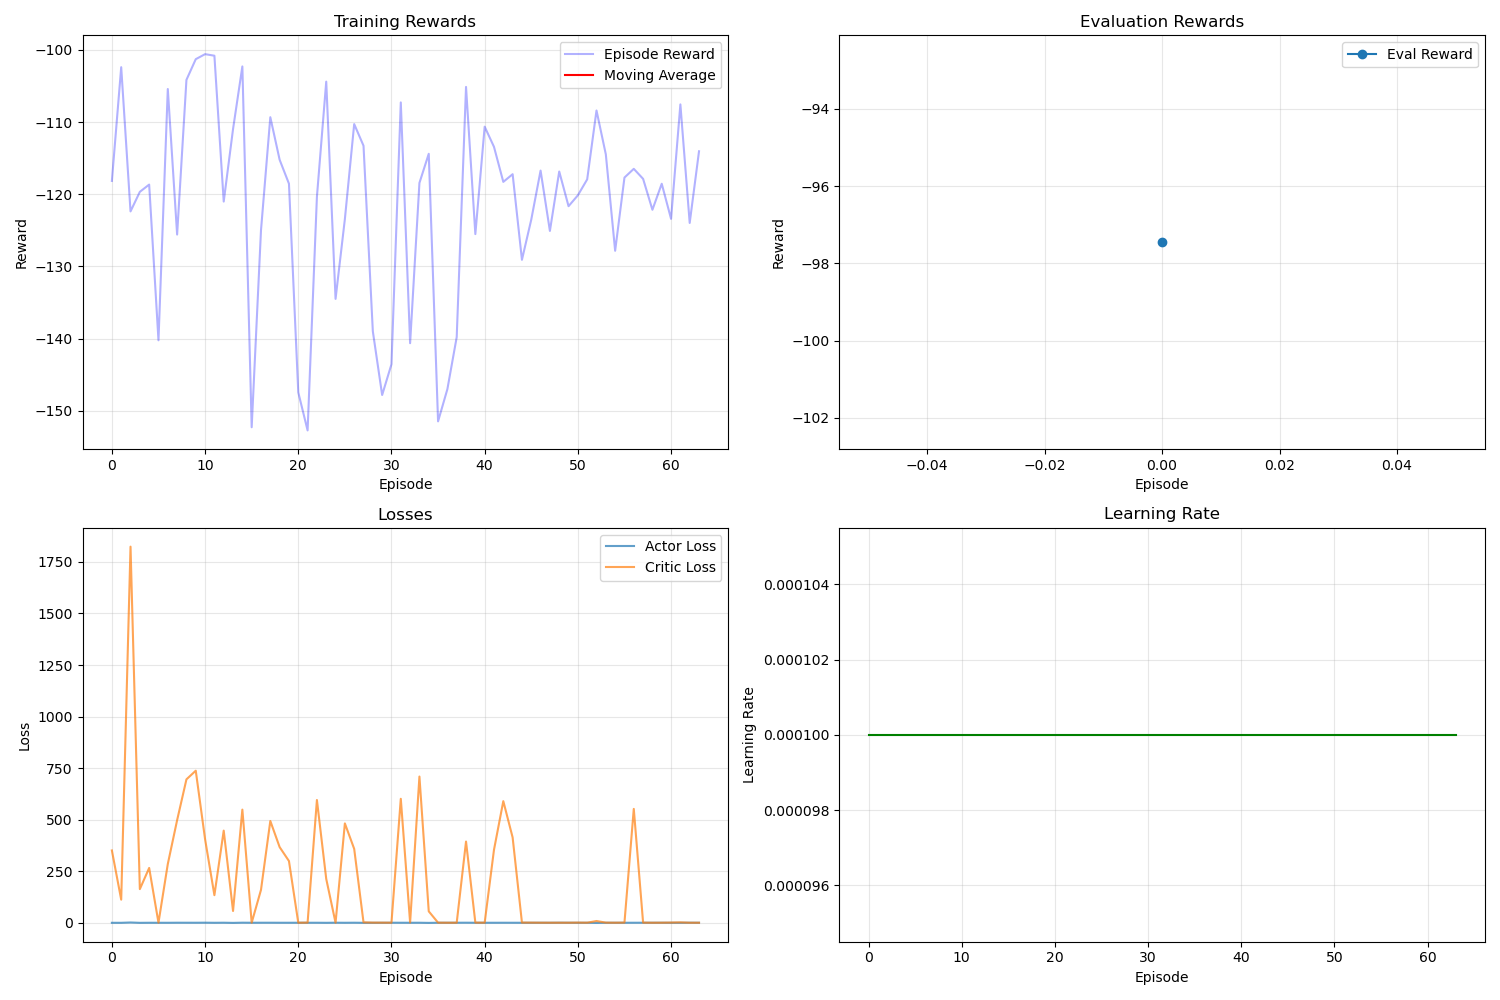 Training Rewards
Reward
−100
−110
−120
−130
−140
−150
Episode Reward
Moving Average
0 10 20 30 40 50 60
Episode
Evaluation Rewards
Reward
−94
−96
−98
−100
−102
Eval Reward
−0.04 −0.02 0.00 0.02 0.04
Episode
Losses
Loss
1750
1500
1250
1000
750
500
250
0
Actor Loss
Critic Loss
0 10 20 30 40 50 60
Episode
Learning Rate
Learning Rate
0.000104
0.000102
0.000100
0.000098
0.000096
0 10 20 30 40 50 60
Episode